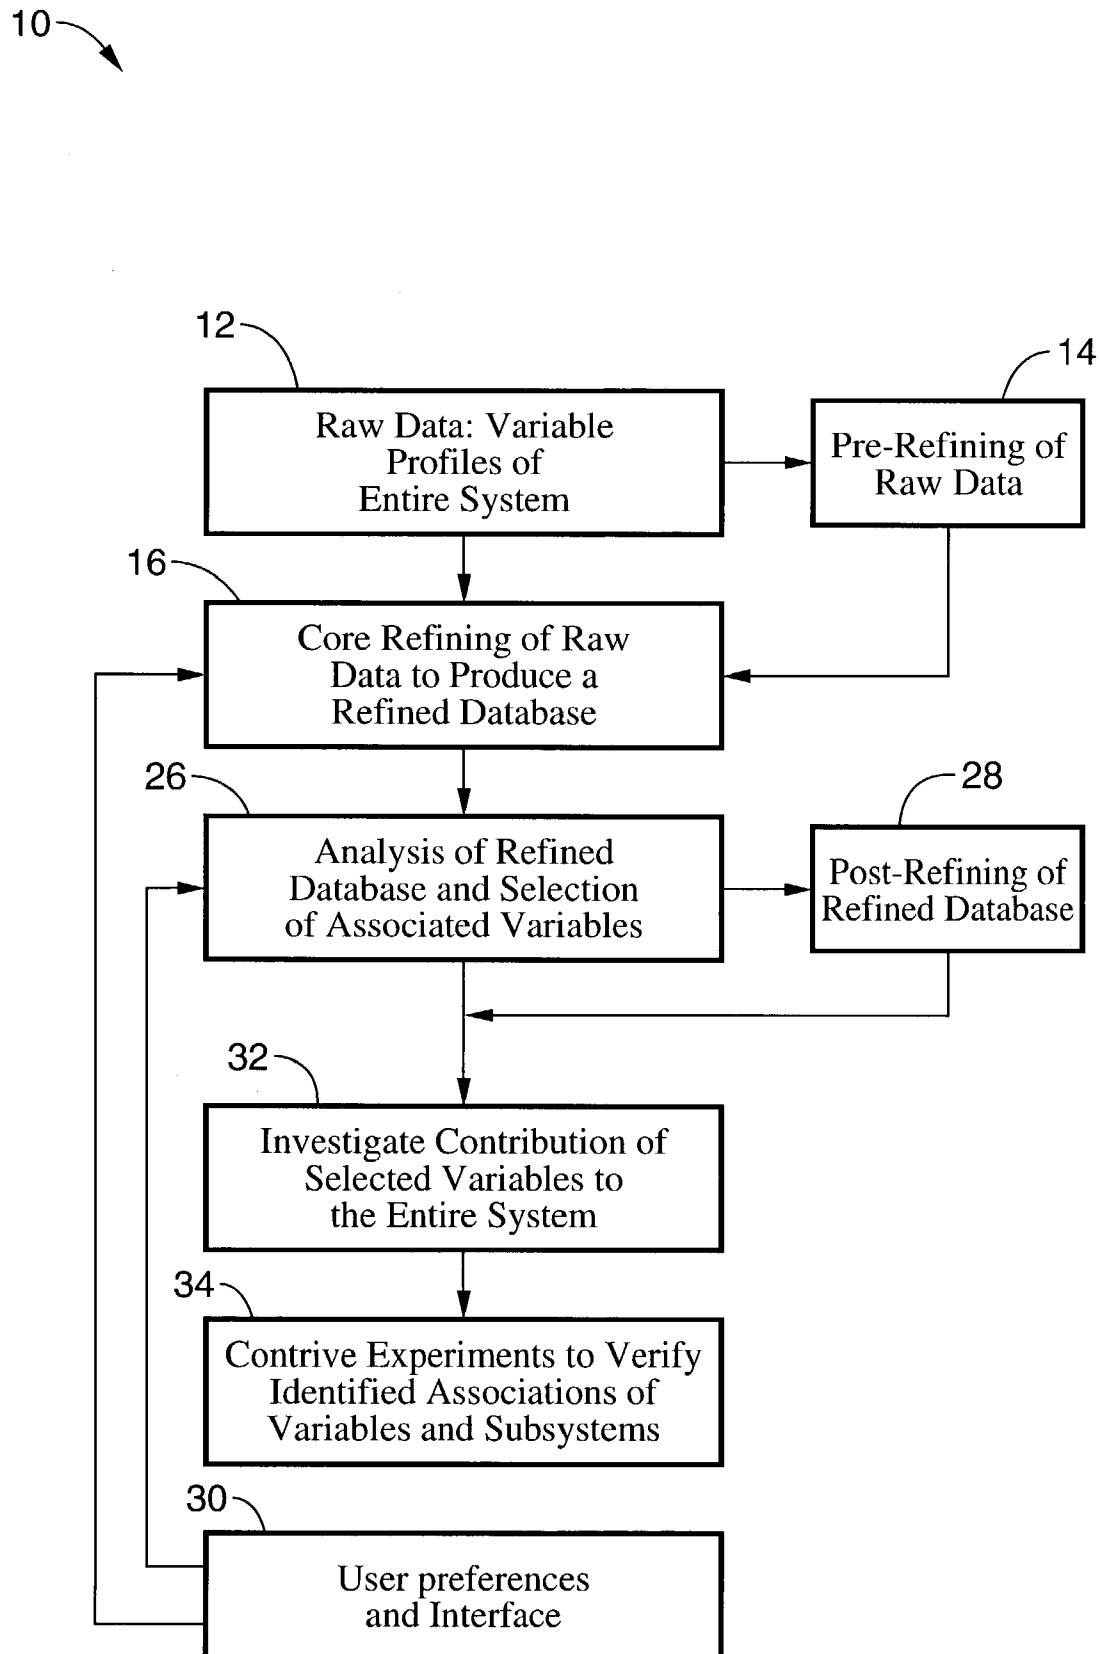 10
12
Raw Data: Variable
Profiles of
Entire System
14
Pre-Refining of
Raw Data
16
Core Refining of Raw
Data to Produce a
Refined Database
26
Analysis of Refined
Database and Selection
of Associated Variables
28
Post-Refining of
Refined Database
32
Investigate Contribution of
Selected Variables to
the Entire System
34
Contrive Experiments to Verify
Identified Associations of
Variables and Subsystems
30
User preferences
and Interface